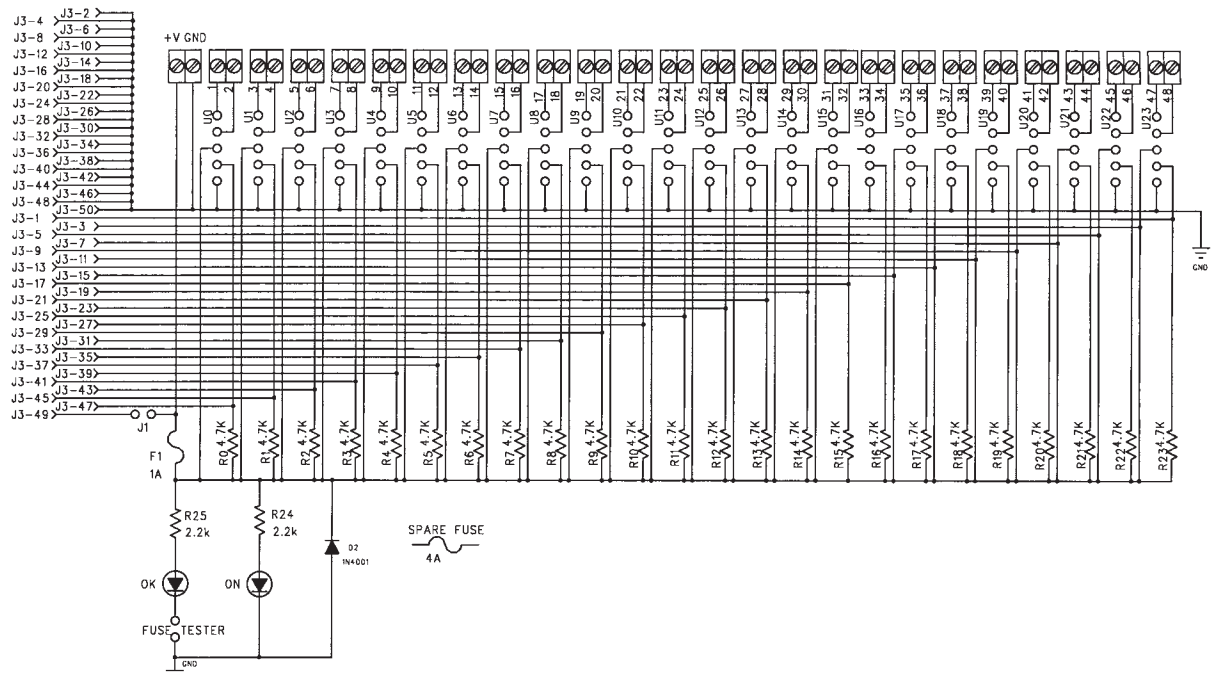 J3-2
J3-4
J3-6
J3-8
J3-10
J3-12
J3-14
J3-16
J3-18
J3-20
J3-22
J3-24
J3-26
J3-28
J3-30
J3-32
J3-34
J3-36
J3-38
J3-40
J3-42
J3-44
J3-46
J3-48
J3-50
J3-1
J3-3
J3-5
J3-7
J3-9
J3-11
J3-13
J3-15
J3-17
J3-19
J3-21
J3-23
J3-25
J3-27
J3-29
J3-31
J3-33
J3-35
J3-37
J3-39
J3-41
J3-43
J3-45
J3-47
J3-49
J1
+V GND
1 2 3 4 5 6 7 8 9 10 11 12 13 14 15 16 17 18 19 20 21 22 23 24 25 26 27 28 29 30 31 32 33 34 35 36 37 38 39 40 41 42 43 44 45 46 47 48
U0 U1 U2 U3 U4 U5 U6 U7 U8 U9 U10 U11 U12 U13 U14 U15 U16 U17 U18 U19 U20 U21 U22 U23
GND
F1
1A
R0 4.7K
R1 4.7K
R2 4.7K
R3 4.7K
R4 4.7K
R5 4.7K
R6 4.7K
R7 4.7K
R8 4.7K
R9 4.7K
R10 4.7K
R11 4.7K
R12 4.7K
R13 4.7K
R14 4.7K
R15 4.7K
R16 4.7K
R17 4.7K
R18 4.7K
R19 4.7K
R20 4.7K
R21 4.7K
R22 4.7K
R23 4.7K
R25
2.2k
R24
2.2k
D2
1N4001
SPARE FUSE
4A
OK
ON
FUSE TESTER
GND